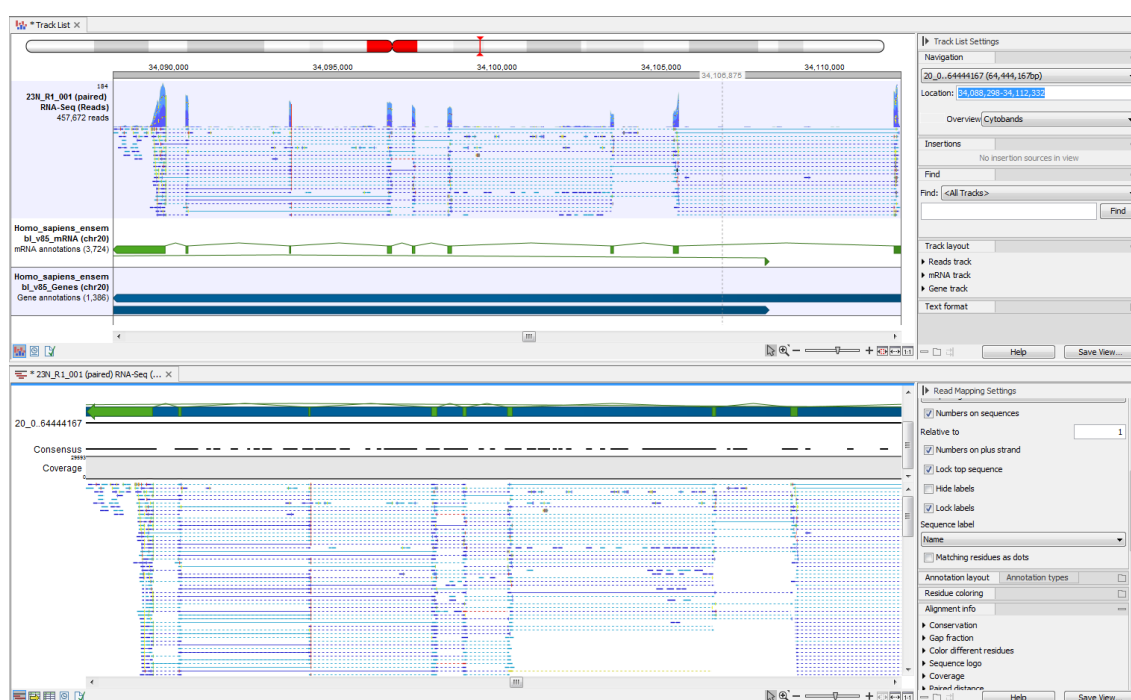 * Track List
Track List Settings
Navigation
20_0..64444167 (64,444,167bp)
Location: 34,088,298-34,112,332
Overview Cytobands
Insertions
No insertion sources in view
Find
Find: <All Tracks>
Find
Track layout
Reads track
mRNA track
Gene track
Text format
Help Save View...
34,090,000 34,095,000 34,100,000 34,105,000 34,106,875 34,110,000
184
23N_R1_001 (paired)
RNA-Seq (Reads)
457,672 reads
Homo_sapiens_ensem
bl_v85_mRNA (chr20)
mRNA annotations (3,724)
Homo_sapiens_ensem
bl_v85_Genes (chr20)
Gene annotations (1,386)
* 23N_R1_001 (paired) RNA-Seq (...
20_0..64444167
Consensus
Coverage
0
Read Mapping Settings
Numbers on sequences
Relative to 1
Numbers on plus strand
Lock top sequence
Hide labels
Lock labels
Sequence label
Name
Matching residues as dots
Annotation layout Annotation types
Residue coloring
Alignment info
Conservation
Gap fraction
Color different residues
Sequence logo
Coverage
Paired distance
Help Save View...